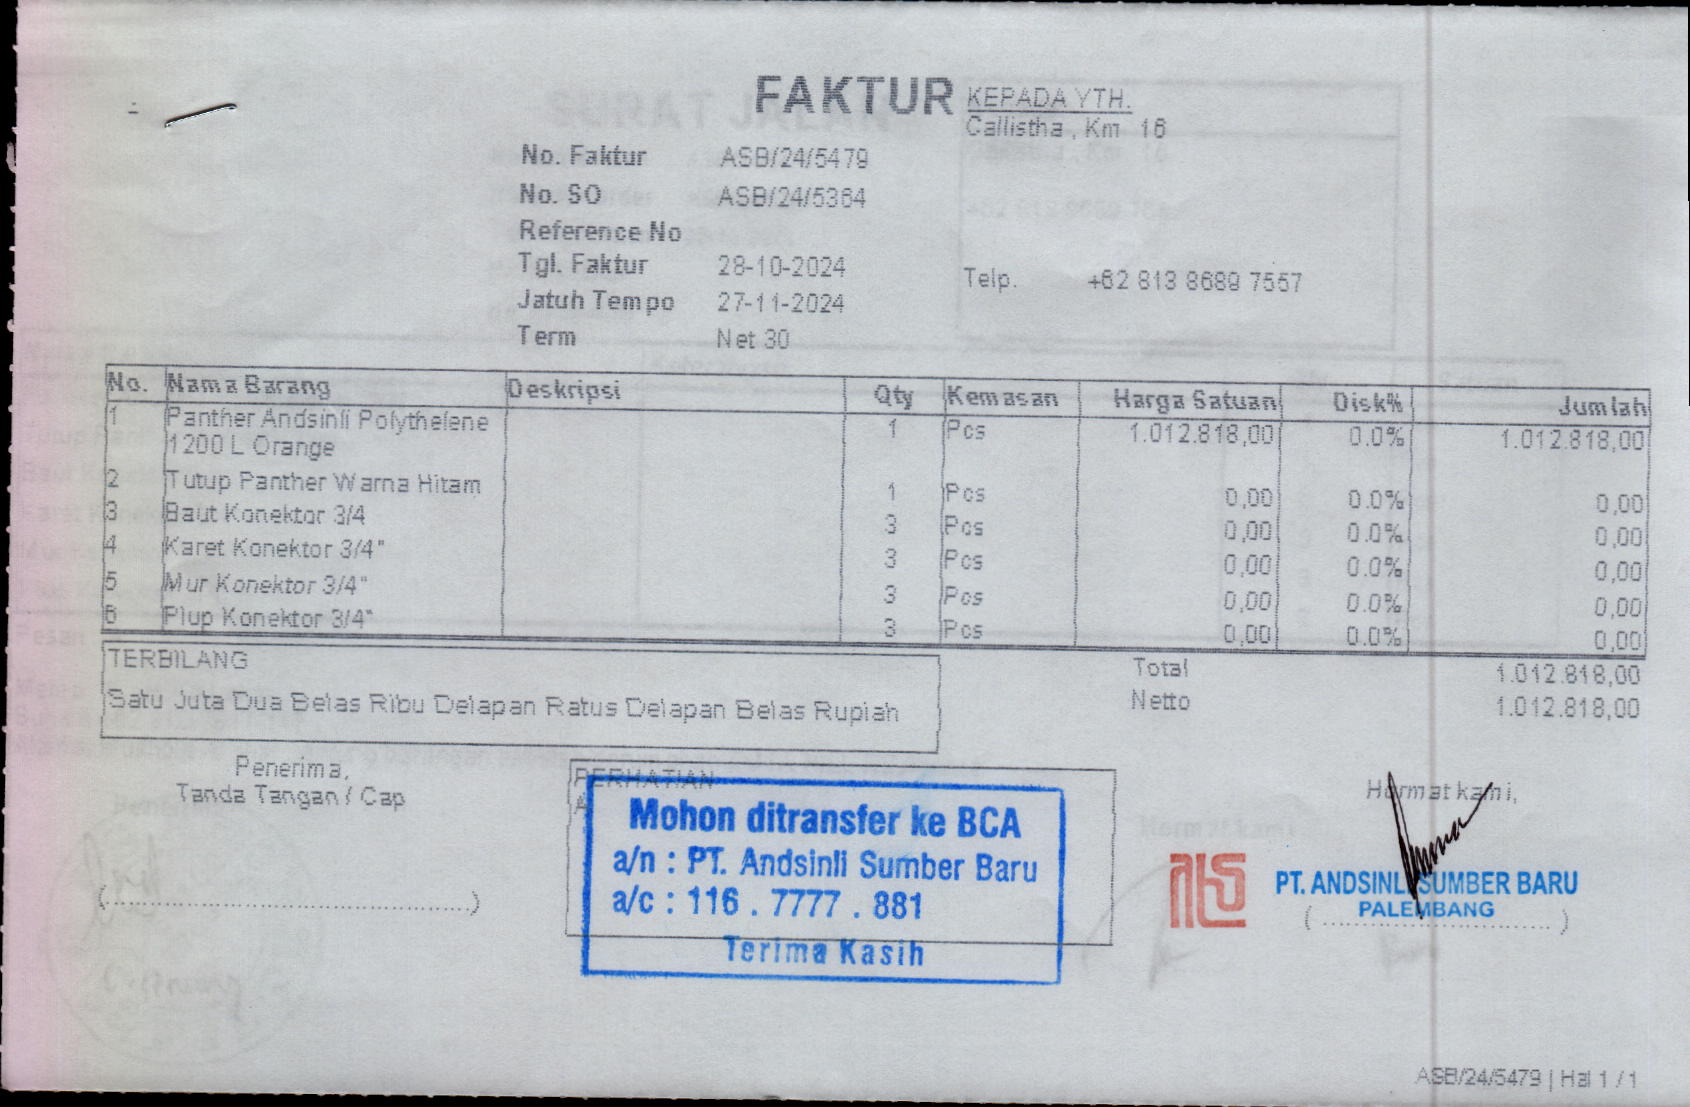 FAKTUR
KEPADA YTH.
Callistha , Km 16
No. Faktur ASB/24/5479
No. SO ASB/24/5364
Reference No
Tgl. Faktur 28-10-2024
Telp. +62 813 8689 7557
Jatuh Tempo 27-11-2024
Term Net 30
No. Nama Barang Deskripsi Qty Kemasan Harga Satuan Disk% Jumlah
1 Panther Andsinli Polythelene 1 Pcs 1.012.818,00 0.0% 1.012.818,00
1200 L Orange
2 Tutup Panther Warna Hitam 1 Pcs 0,00 0.0% 0,00
3 Baut Konektor 3/4 3 Pcs 0,00 0.0% 0,00
4 Karet Konektor 3/4" 3 Pcs 0,00 0.0% 0,00
5 Mur Konektor 3/4" 3 Pcs 0,00 0.0% 0,00
6 Plup Konektor 3/4" 3 Pcs 0,00 0.0% 0,00
TERBILANG
Satu Juta Dua Belas Ribu Delapan Ratus Delapan Belas Rupiah
Total 1.012.818,00
Netto 1.012.818,00
Penerima,
Tanda Tangan / Cap
PERHATIAN
Mohon ditransfer ke BCA
a/n : PT. Andsinli Sumber Baru
a/c : 116 . 7777 . 881
Terima Kasih
Hormat kami,
PT. ANDSINLI SUMBER BARU
PALEMBANG
ASB/24/5479 | Hal 1 / 1